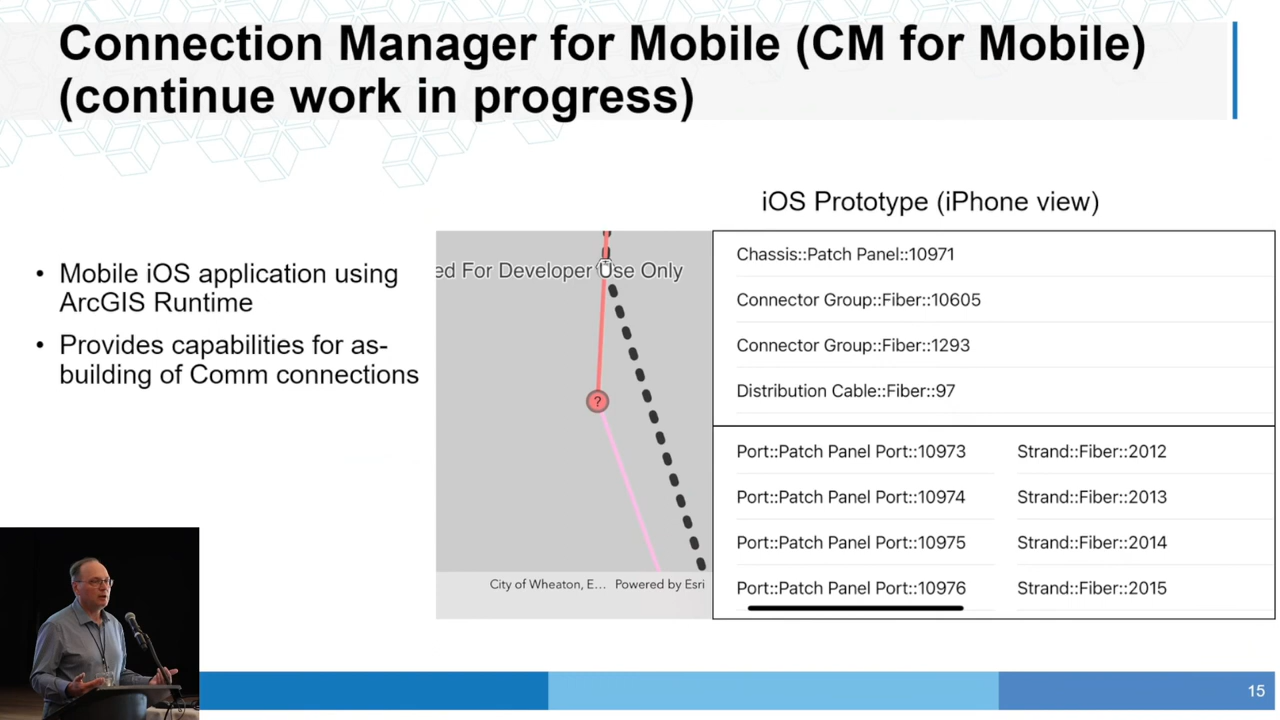 Connection Manager for Mobile (CM for Mobile)
(continue work in progress)
iOS Prototype (iPhone view)
• Mobile iOS application using
ArcGIS Runtime
• Provides capabilities for as-
building of Comm connections
ed For Developer Use Only
?
City of Wheaton, E... Powered by Esri
Chassis::Patch Panel::10971
Connector Group::Fiber::10605
Connector Group::Fiber::1293
Distribution Cable::Fiber::97
Port::Patch Panel Port::10973 Strand::Fiber::2012
Port::Patch Panel Port::10974 Strand::Fiber::2013
Port::Patch Panel Port::10975 Strand::Fiber::2014
Port::Patch Panel Port::10976 Strand::Fiber::2015
15